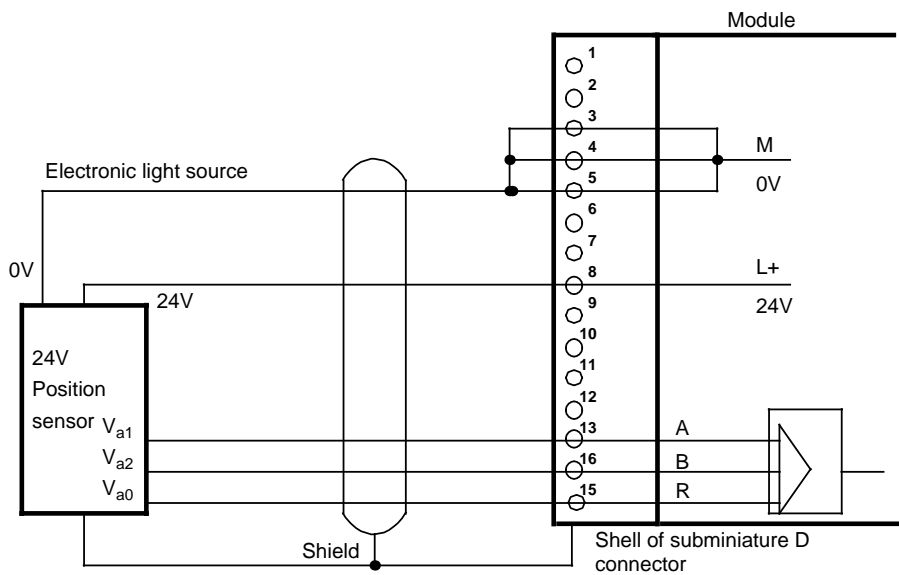 Module
1
2
3
4
5
6
7
8
9
10
11
12
13
16
15
M
0V
L+
24V
A
B
R
Electronic light source
0V
24V
24V
Position
sensor
Va1
Va2
Va0
Shield
Shell of subminiature D
connector